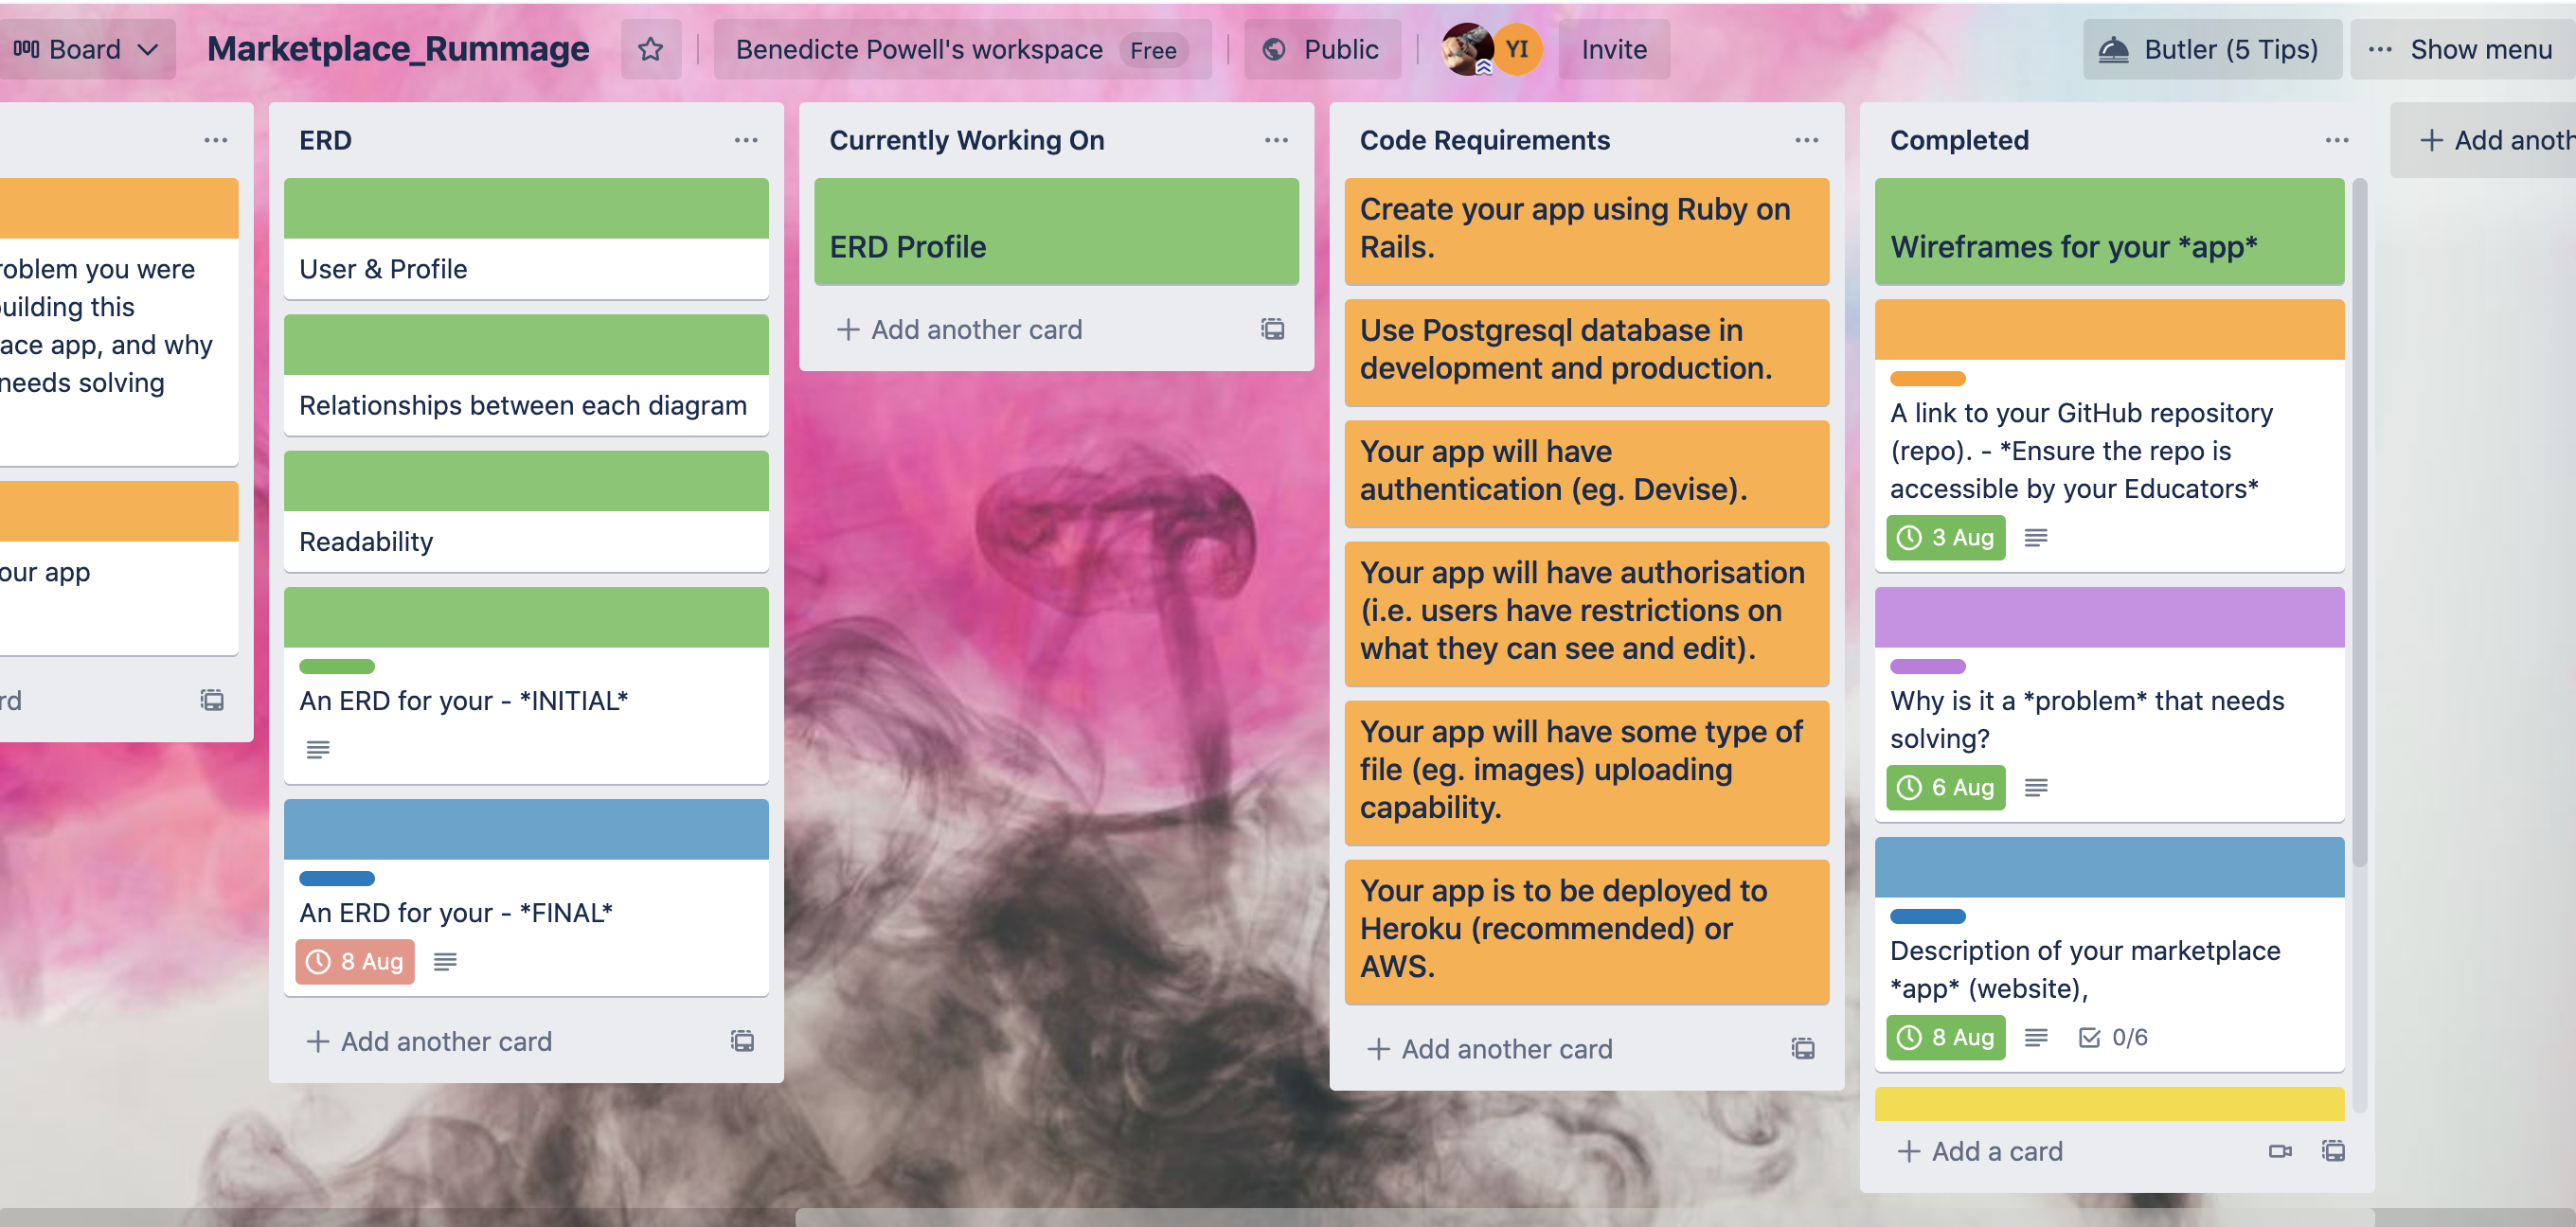 Board
Marketplace_Rummage
Benedicte Powell's workspace
Free
Public
YI
Invite
Butler (5 Tips)
Show menu
roblem you were
building this
ace app, and why
needs solving
our app
rd
ERD
User & Profile
Relationships between each diagram
Readability
An ERD for your - *INITIAL*
An ERD for your - *FINAL*
8 Aug
Add another card
Currently Working On
ERD Profile
Add another card
Code Requirements
Create your app using Ruby on
Rails.
Use Postgresql database in
development and production.
Your app will have
authentication (eg. Devise).
Your app will have authorisation
(i.e. users have restrictions on
what they can see and edit).
Your app will have some type of
file (eg. images) uploading
capability.
Your app is to be deployed to
Heroku (recommended) or
AWS.
Add another card
Completed
Wireframes for your *app*
A link to your GitHub repository
(repo). - *Ensure the repo is
accessible by your Educators*
3 Aug
Why is it a *problem* that needs
solving?
6 Aug
Description of your marketplace
*app* (website),
8 Aug
0/6
Add a card
Add anoth